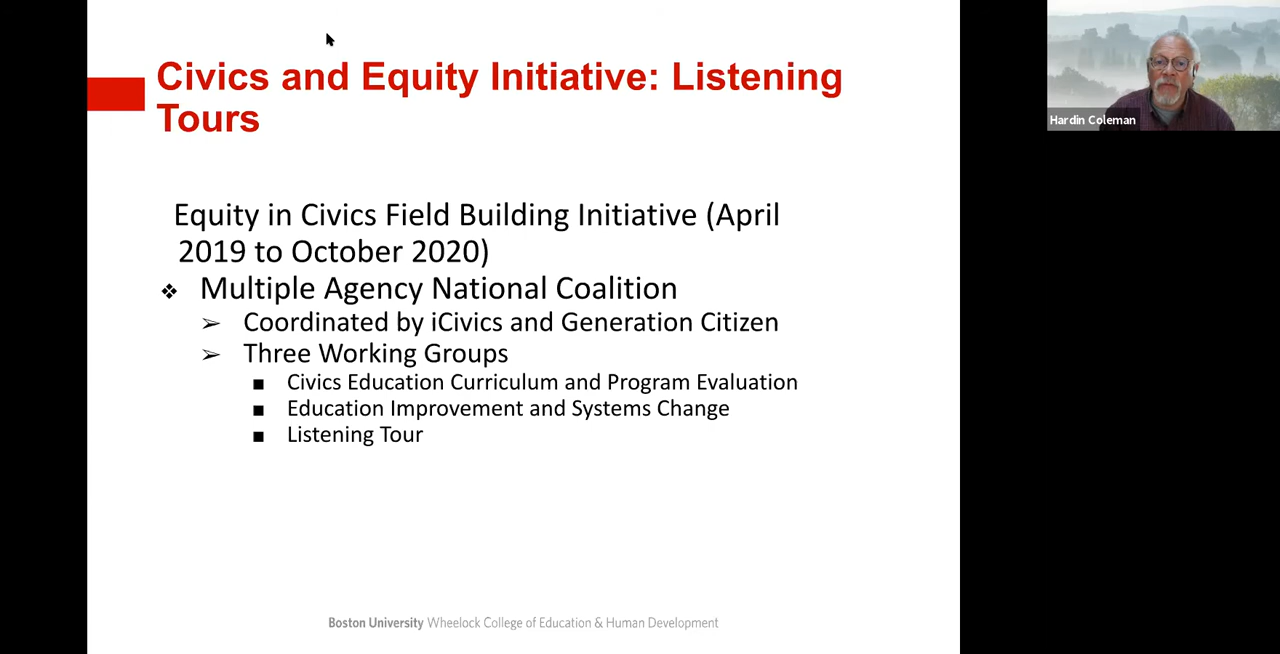 Civics and Equity Initiative: Listening
Tours
Hardin Coleman
Equity in Civics Field Building Initiative (April
2019 to October 2020)
❖ Multiple Agency National Coalition
➢ Coordinated by iCivics and Generation Citizen
➢ Three Working Groups
■ Civics Education Curriculum and Program Evaluation
■ Education Improvement and Systems Change
■ Listening Tour
Boston University Wheelock College of Education & Human Development